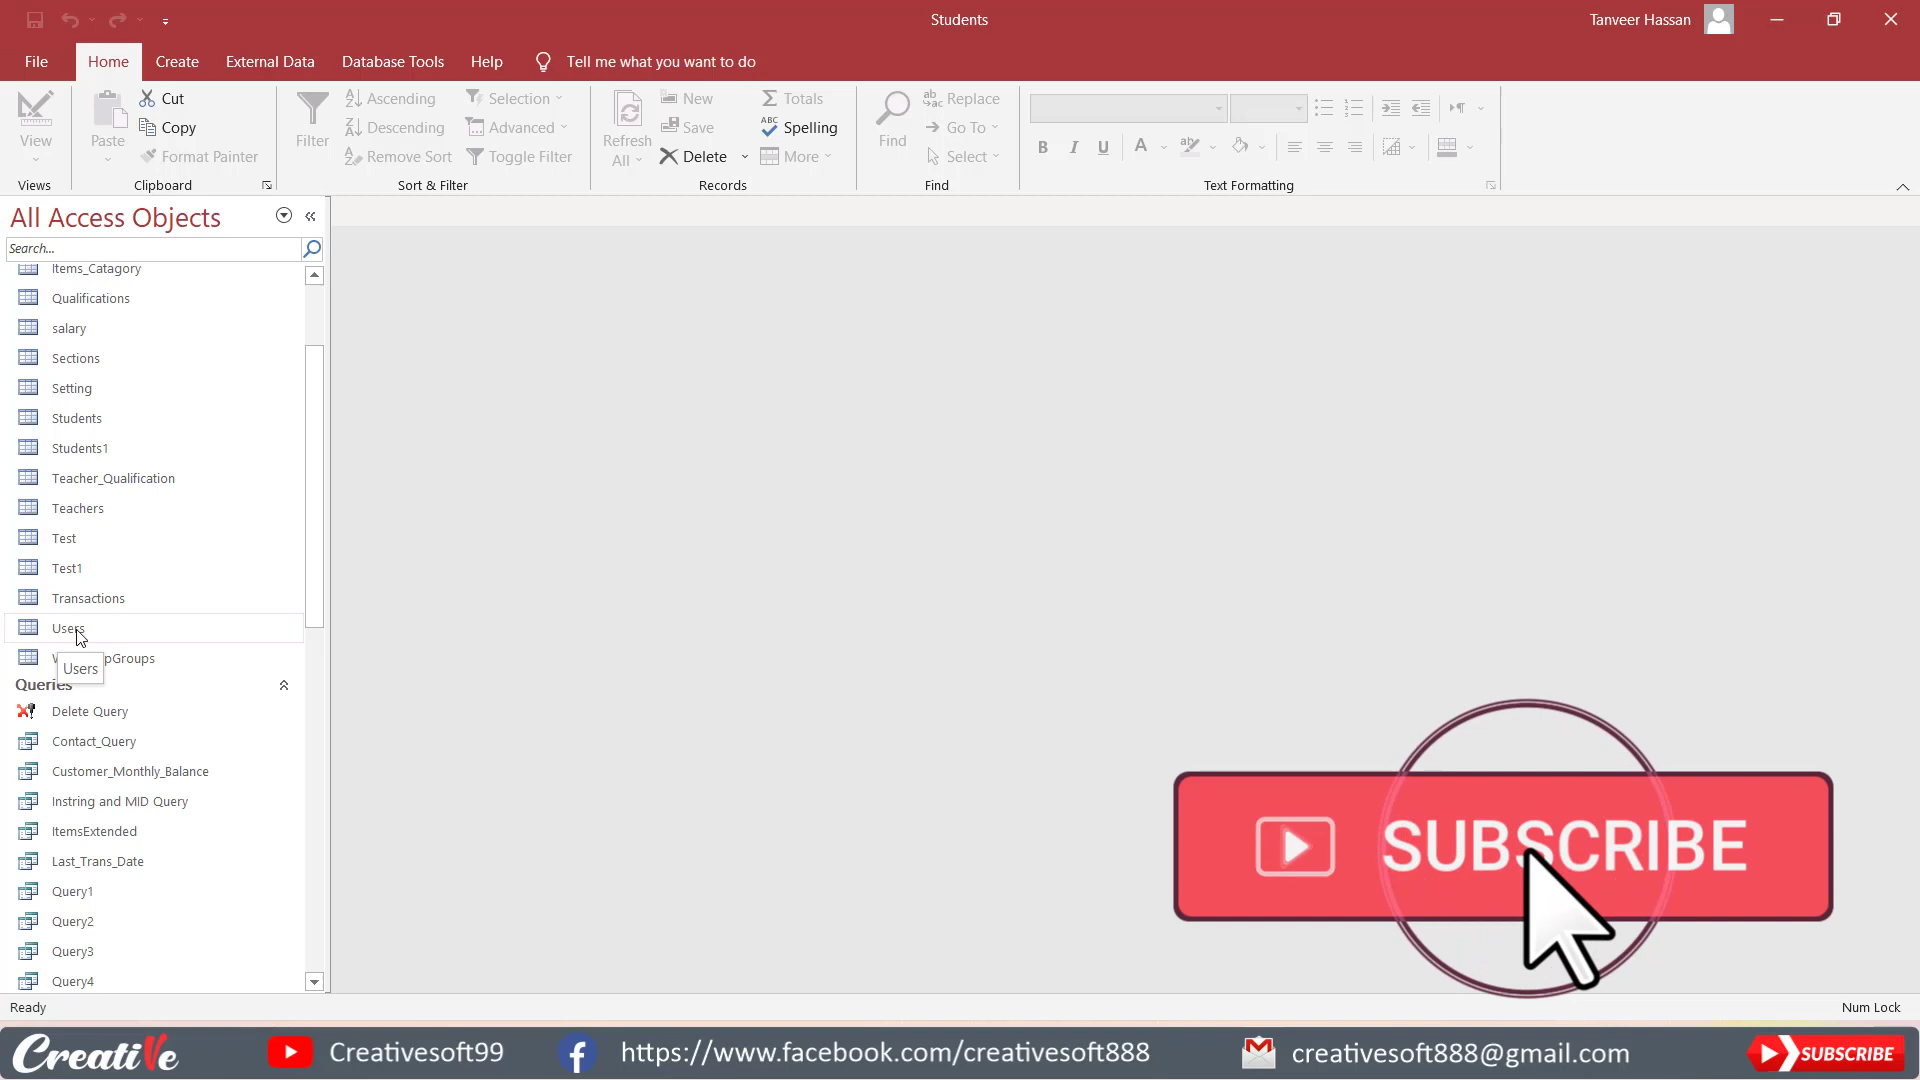 Students
Tanveer Hassan
File Home Create External Data Database Tools Help Tell me what you want to do
View
Views
Paste
Cut
Copy
Format Painter
Clipboard
Filter
Ascending
Descending
Remove Sort
Selection
Advanced
Toggle Filter
Sort & Filter
Refresh
All
New
Save
Delete
Totals
Spelling
More
Records
Find
Replace
Go To
Select
Find
B I U A
Text Formatting
All Access Objects
Search...
Items_Catagory
Qualifications
salary
Sections
Setting
Students
Students1
Teacher_Qualification
Teachers
Test
Test1
Transactions
Users
pGroups
Users
Queries
Delete Query
Contact_Query
Customer_Monthly_Balance
Instring and MID Query
ItemsExtended
Last_Trans_Date
Query1
Query2
Query3
Query4
SUBSCRIBE
Ready
Num Lock
CreatiVe
Creativesoft99
https://www.facebook.com/creativesoft888
creativesoft888@gmail.com
SUBSCRIBE